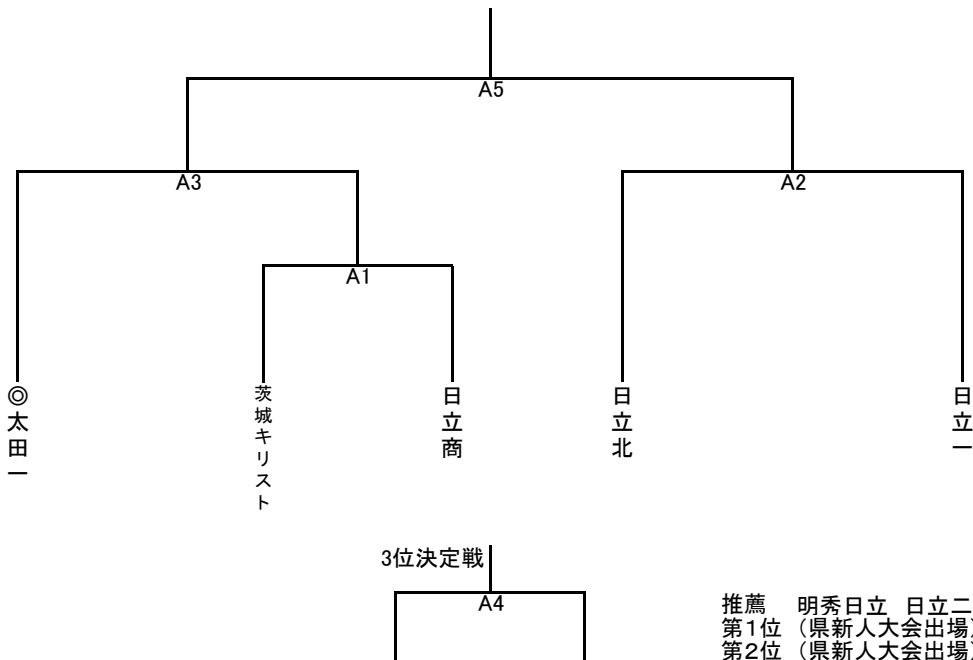 A5
A3
A2
A1
◎太田一
茨城キリスト
日立商
日立北
日立一
3位決定戦
A4
推薦 明秀日立 日立二
第1位（県新人大会出場）
第2位（県新人大会出場）